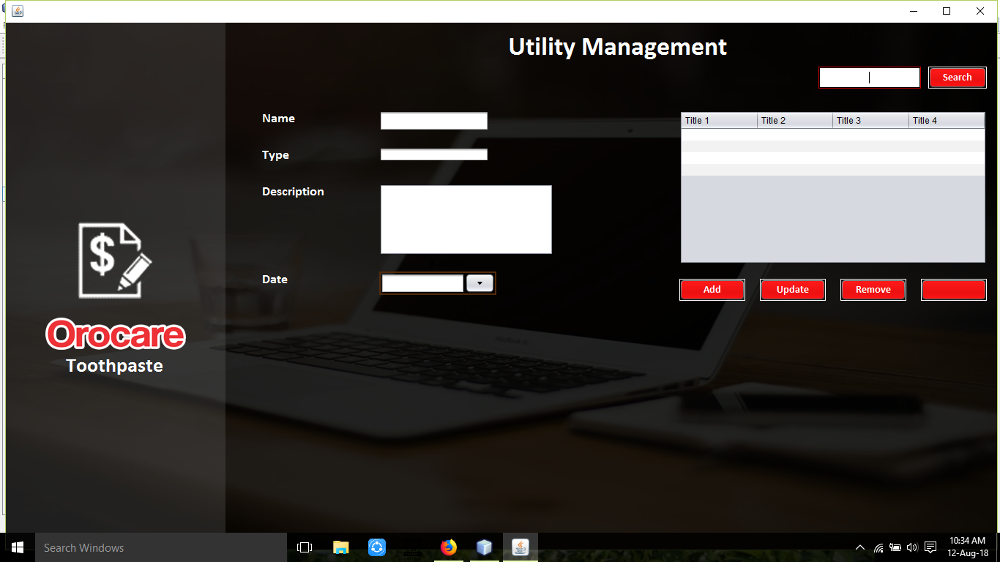 Utility Management
Search
Name
Type
Description
Date
Title 1 Title 2 Title 3 Title 4
Add Update Remove
$
Orocare
Toothpaste
Search Windows
10:34 AM
12-Aug-18